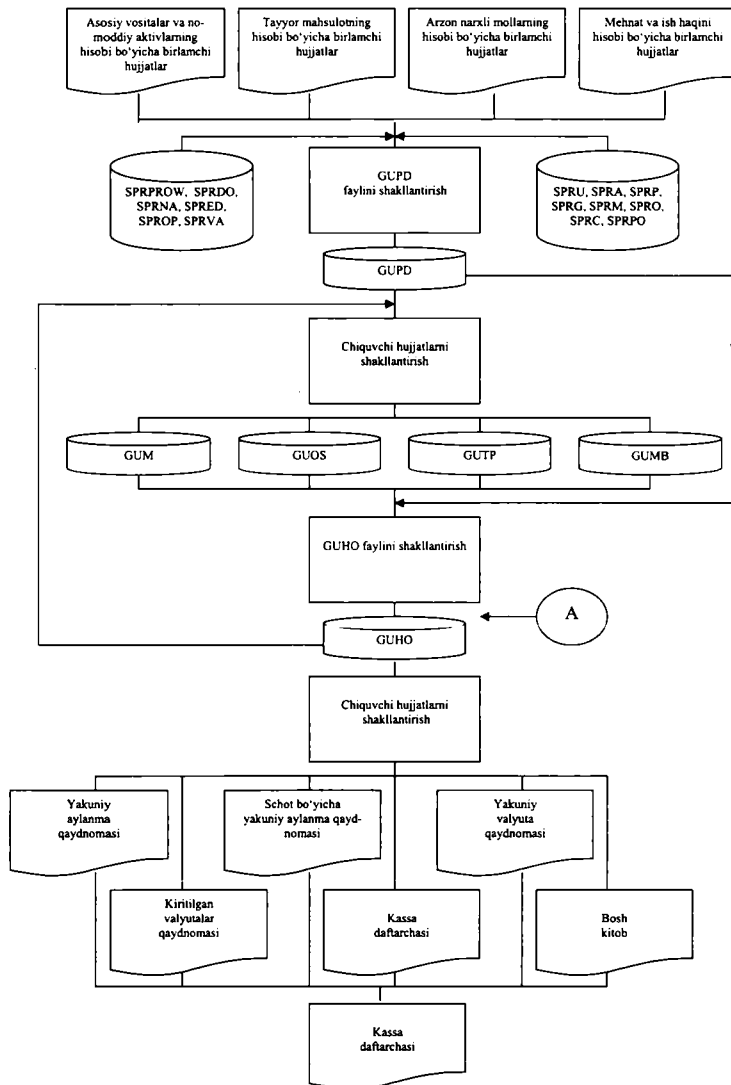 Asosiy vositalar va no-
moddiy aktivlarning
hisobi bo‘yicha birlamchi
hujjatlar
Tayyor mahsulotning
hisobi bo‘yicha birlamchi
hujjatlar
Arzon narxli mollarning
hisobi bo‘yicha birlamchi
hujjatlar
Mehnat va ish haqini
hisobi bo‘yicha birlamchi
hujjatlar
SPRPROW, SPRDO,
SPRNA, SPRED,
SPROP, SPRVA
GUPD
faylini shakllantirish
SPRU, SPRA, SPRP,
SPRG, SPRM, SPRO,
SPRC, SPRPO
GUPD
Chiquvchi hujjatlarni
shakllantirish
GUM
GUOS
GUTP
GUMB
GUHO faylini shakllantirish
A
GUHO
Chiquvchi hujjatlarni
shakllantirish
Yakuniy
aylanma
qaydnomasi
Schot bo‘yicha
yakuniy aylanma qayd-
nomasi
Yakuniy
valyuta
qaydnomasi
Kiritilgan
valyutalar
qaydnomasi
Kassa
daftarchasi
Bosh
kitob
Kassa
daftarchasi